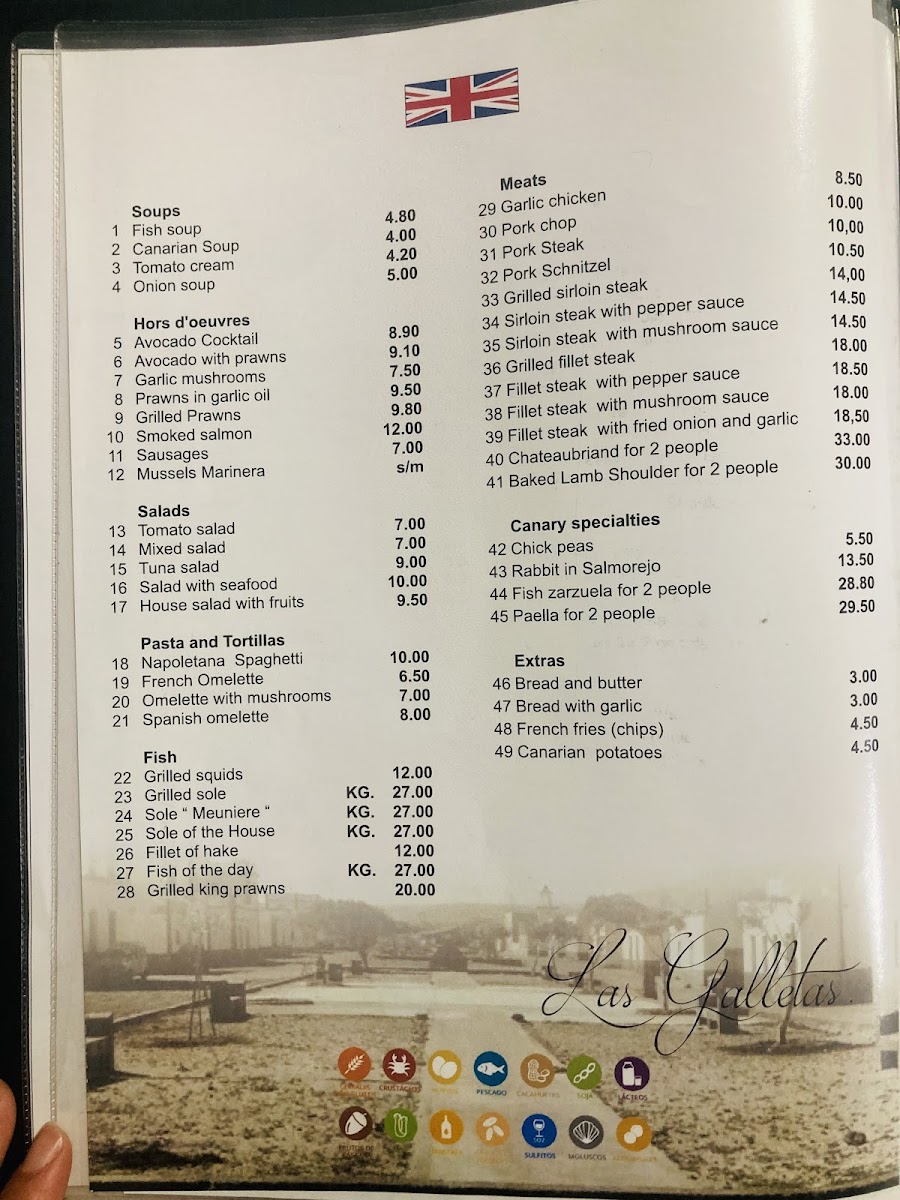 Soups
1 Fish soup 4.80
2 Canarian Soup 4.00
3 Tomato cream 4.20
4 Onion soup 5.00
Hors d'oeuvres
5 Avocado Cocktail 8.90
6 Avocado with prawns 9.10
7 Garlic mushrooms 7.50
8 Prawns in garlic oil 9.50
9 Grilled Prawns 9.80
10 Smoked salmon 12.00
11 Sausages 7.00
12 Mussels Marinera s/m
Salads
13 Tomato salad 7.00
14 Mixed salad 7.00
15 Tuna salad 9.00
16 Salad with seafood 10.00
17 House salad with fruits 9.50
Pasta and Tortillas
18 Napoletana Spaghetti 10.00
19 French Omelette 6.50
20 Omelette with mushrooms 7.00
21 Spanish omelette 8.00
Fish
22 Grilled squids 12.00
23 Grilled sole KG. 27.00
24 Sole “ Meuniere “ KG. 27.00
25 Sole of the House KG. 27.00
26 Fillet of hake 12.00
27 Fish of the day KG. 27.00
28 Grilled king prawns 20.00
Meats
29 Garlic chicken 8.50
30 Pork chop 10.00
31 Pork Steak 10,00
32 Pork Schnitzel 10.50
33 Grilled sirloin steak 14,00
34 Sirloin steak with pepper sauce 14.50
35 Sirloin steak with mushroom sauce 14.50
36 Grilled fillet steak 18.00
37 Fillet steak with pepper sauce 18.50
38 Fillet steak with mushroom sauce 18.00
39 Fillet steak with fried onion and garlic 18,50
40 Chateaubriand for 2 people 33.00
41 Baked Lamb Shoulder for 2 people 30.00
Canary specialties
42 Chick peas 5.50
43 Rabbit in Salmorejo 13.50
44 Fish zarzuela for 2 people 28.80
45 Paella for 2 people 29.50
Extras
46 Bread and butter 3.00
47 Bread with garlic 3.00
48 French fries (chips) 4.50
49 Canarian potatoes 4.50
Las Galletas
CRUSTÁCEOS PESCADO CACAHUETES SOJA LÁCTEOS
FRUTOS DE SO2 SULFITOS MOLUSCOS